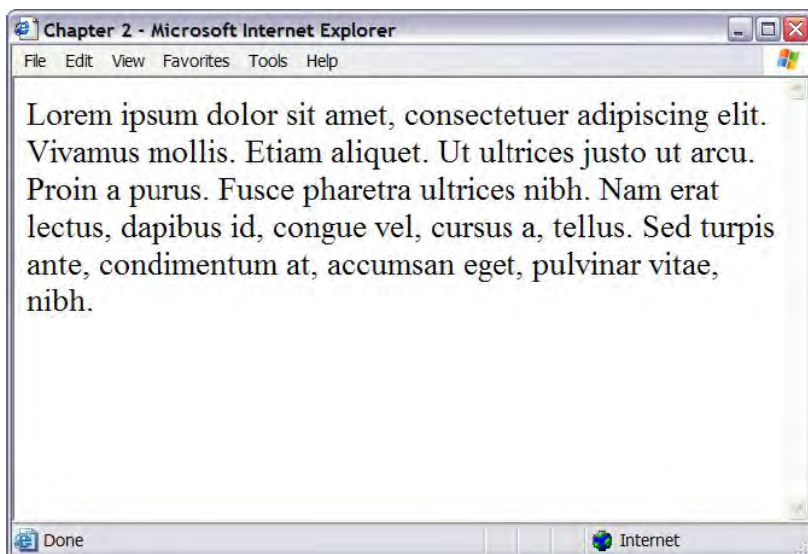 Chapter 2 - Microsoft Internet Explorer
File Edit View Favorites Tools Help
Lorem ipsum dolor sit amet, consectetuer adipiscing elit.
Vivamus mollis. Etiam aliquet. Ut ultrices justo ut arcu.
Proin a purus. Fusce pharetra ultrices nibh. Nam erat
lectus, dapibus id, congue vel, cursus a, tellus. Sed turpis
ante, condimentum at, accumsan eget, pulvinar vitae,
nibh.
Done Internet